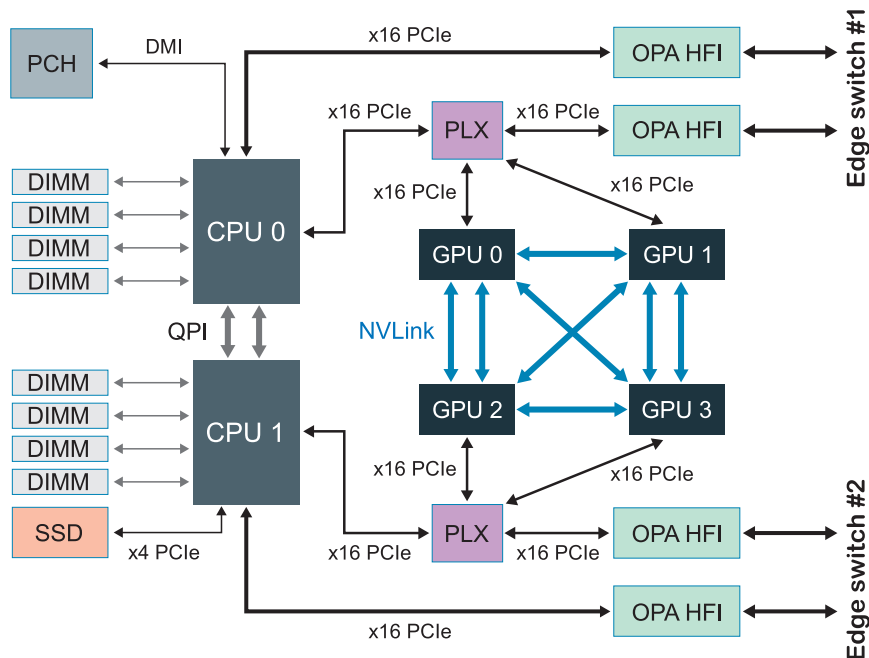 x16 PCIe
PCH
DMI
OPA HFI
Edge switch #1
x16 PCIe
PLX
x16 PCIe
OPA HFI
x16 PCIe
x16 PCIe
DIMM
DIMM
DIMM
DIMM
CPU 0
GPU 0
GPU 1
QPI
NVLink
DIMM
DIMM
DIMM
DIMM
CPU 1
GPU 2
GPU 3
x16 PCIe
x16 PCIe
SSD
x4 PCIe
x16 PCIe
PLX
x16 PCIe
OPA HFI
Edge switch #2
OPA HFI
x16 PCIe